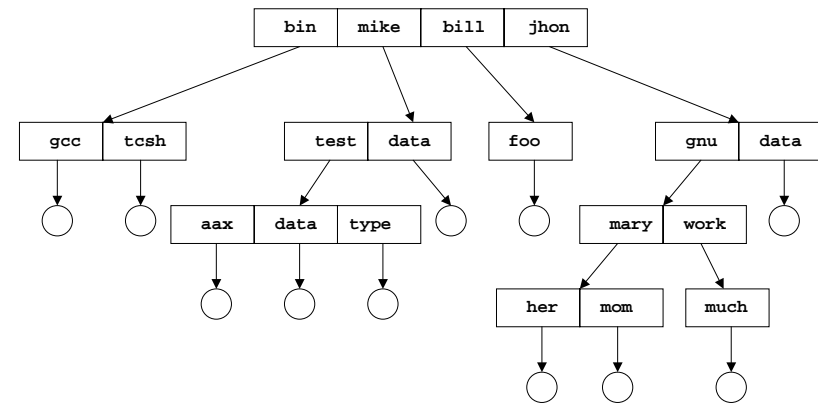 bin mike bill jhon
gcc tcsh test data foo gnu data
aax data type mary work
her mom much